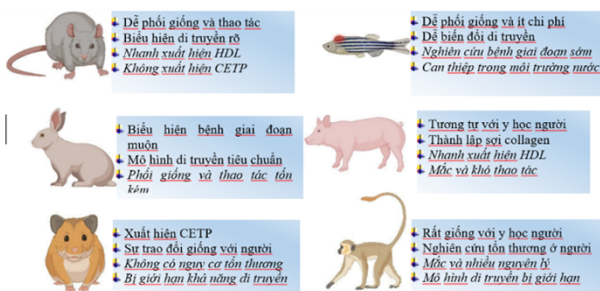 Dễ phối giống và thao tác
Biểu hiện di truyền rõ
Nhanh xuất hiện HDL
Không xuất hiện CETP
Dễ phối giống và ít chi phí
Dễ biến đổi di truyền
Nghiên cứu bệnh giai đoạn sớm
Can thiệp trong môi trường nước
Biểu hiện bệnh giai đoạn
muộn
Mô hình di truyền tiêu chuẩn
Phối giống và thao tác tốn
kém
Tương tự với y học người
Thành lập sợi collagen
Nhanh xuất hiện HDL
Mắc và khó thao tác
Xuất hiện CETP
Sự trao đổi giống với người
Không có nguy cơ tổn thương
Bị giới hạn khả năng di truyền
Rất giống với y học người
Nghiên cứu tổn thương ở người
Mắc và nhiều nguyên lý
Mô hình di truyền bị giới hạn